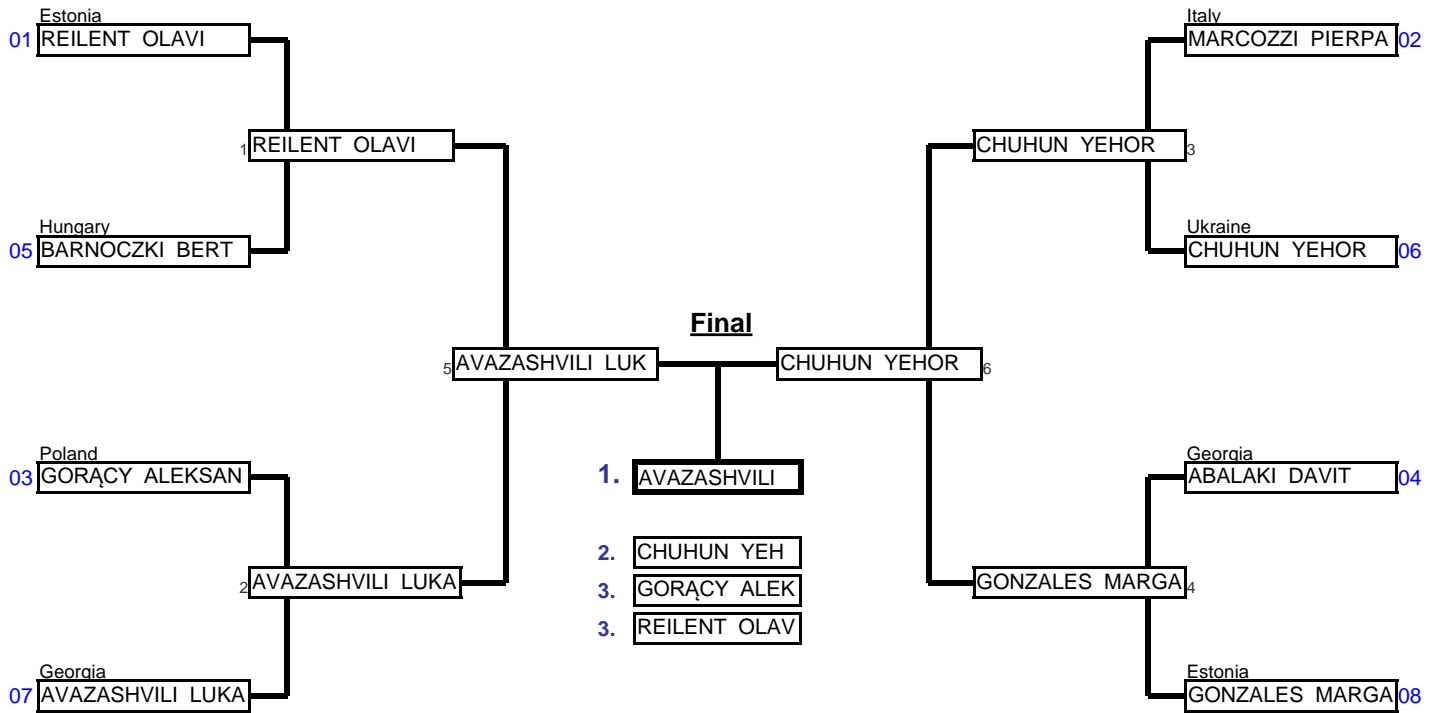 Estonia
01 REILENT OLAVI
Italy
MARCOZZI PIERPA 02
1 REILENT OLAVI
CHUHUN YEHOR 3
Hungary
05 BARNOCZKI BERT
Ukraine
CHUHUN YEHOR 06
Final
5 AVAZASHVILI LUK
CHUHUN YEHOR 6
Poland
03 GORĄCY ALEKSAN
1. AVAZASHVILI
Georgia
ABALAKI DAVIT 04
2. CHUHUN YEH
2 AVAZASHVILI LUKA
3. GORĄCY ALEK
GONZALES MARGA 4
3. REILENT OLAV
Georgia
07 AVAZASHVILI LUKA
Estonia
GONZALES MARGA 08